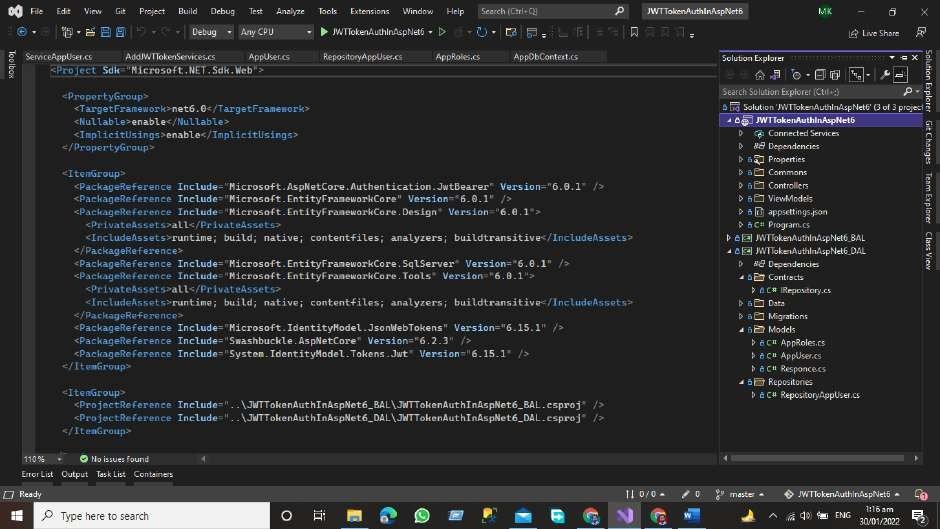 File Edit View Git Project Build Debug Test Analyze Tools Extensions Window Help Search (Ctrl+Q) JWTTokenAuthInAspNet6 MK
Debug Any CPU JWTTokenAuthInAspNet6 Live Share
Toolbox
ServiceAppUser.cs AddJWTTokenServices.cs AppUser.cs RepositoryAppUser.cs AppRoles.cs AppDbContext.cs
<Project Sdk="Microsoft.NET.Sdk.Web">
<PropertyGroup>
<TargetFramework>net6.0</TargetFramework>
<Nullable>enable</Nullable>
<ImplicitUsings>enable</ImplicitUsings>
</PropertyGroup>
<ItemGroup>
<PackageReference Include="Microsoft.AspNetCore.Authentication.JwtBearer" Version="6.0.1" />
<PackageReference Include="Microsoft.EntityFrameworkCore" Version="6.0.1" />
<PackageReference Include="Microsoft.EntityFrameworkCore.Design" Version="6.0.1">
<PrivateAssets>all</PrivateAssets>
<IncludeAssets>runtime; build; native; contentfiles; analyzers; buildtransitive</IncludeAssets>
</PackageReference>
<PackageReference Include="Microsoft.EntityFrameworkCore.SqlServer" Version="6.0.1" />
<PackageReference Include="Microsoft.EntityFrameworkCore.Tools" Version="6.0.1">
<PrivateAssets>all</PrivateAssets>
<IncludeAssets>runtime; build; native; contentfiles; analyzers; buildtransitive</IncludeAssets>
</PackageReference>
<PackageReference Include="Microsoft.IdentityModel.JsonWebTokens" Version="6.15.1" />
<PackageReference Include="Swashbuckle.AspNetCore" Version="6.2.3" />
<PackageReference Include="System.IdentityModel.Tokens.Jwt" Version="6.15.1" />
</ItemGroup>
<ItemGroup>
<ProjectReference Include="..\JWTTokenAuthInAspNet6_BAL\JWTTokenAuthInAspNet6_BAL.csproj" />
<ProjectReference Include="..\JWTTokenAuthInAspNet6_DAL\JWTTokenAuthInAspNet6_DAL.csproj" />
</ItemGroup>
110 % No issues found
Error List Output Task List Containers
Solution Explorer
Search Solution Explorer (Ctrl+;)
Solution 'JWTTokenAuthInAspNet6' (3 of 3 project
JWTTokenAuthInAspNet6
Connected Services
Dependencies
Properties
Commons
Controllers
ViewModels
appsettings.json
Program.cs
JWTTokenAuthInAspNet6_BAL
JWTTokenAuthInAspNet6_DAL
Dependencies
Contracts
IRepository.cs
Data
Migrations
Models
AppRoles.cs
AppUser.cs
Responce.cs
Repositories
RepositoryAppUser.cs
Solution Explorer
Git Changes
Team Explorer
Class View
Ready 0 / 0 0 master JWTTokenAuthInAspNet6 1
Type here to search ENG 1:16 am
30/01/2022 2